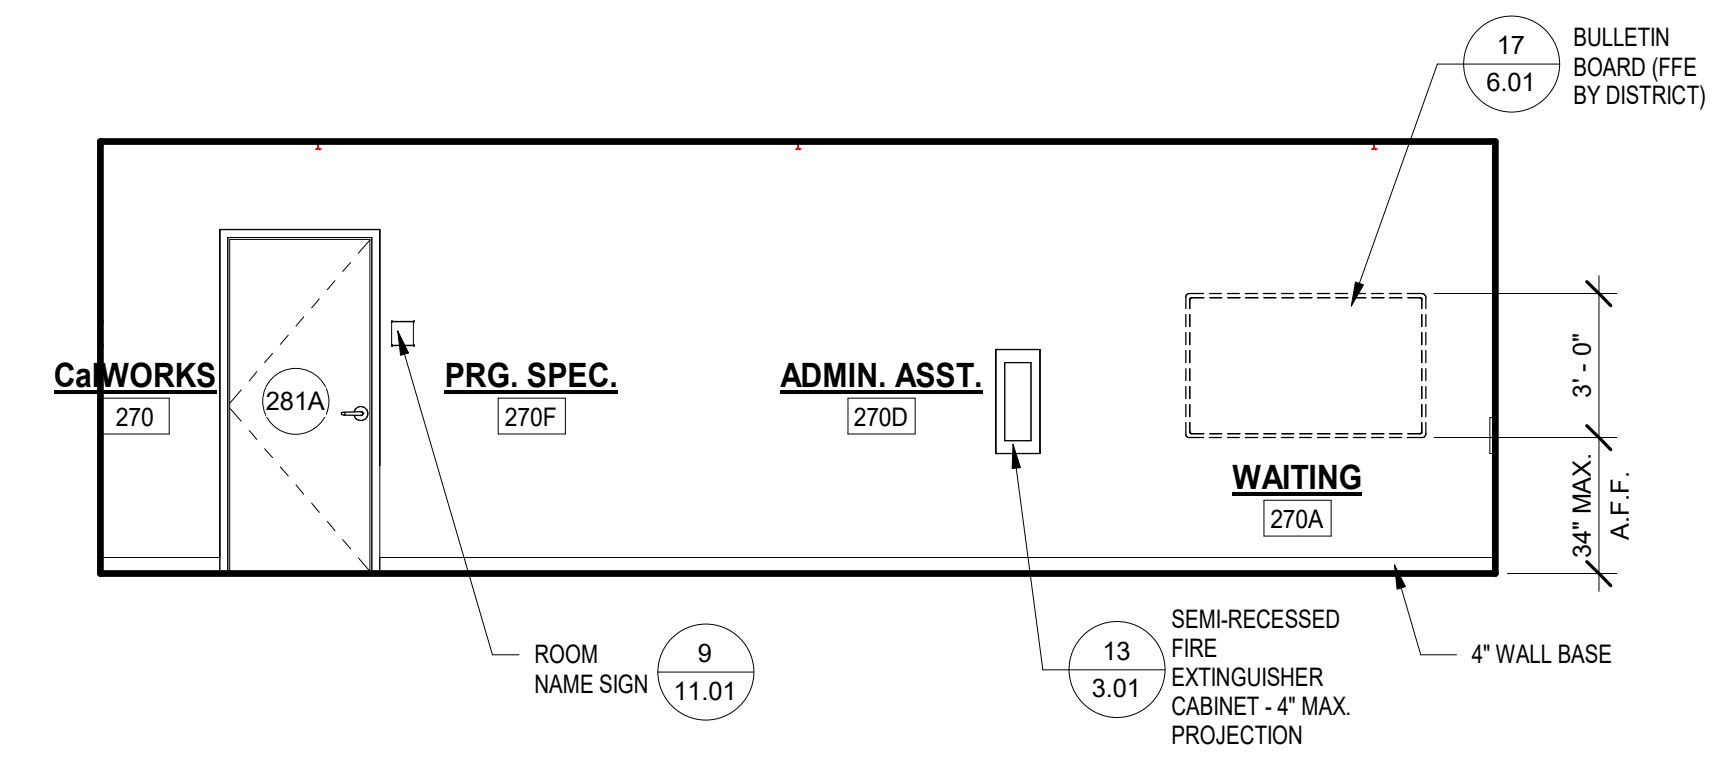 17
6.01
BULLETIN
BOARD (FFE
BY DISTRICT)
CalWORKS
270
281A
PRG. SPEC.
270F
ADMIN. ASST.
270D
WAITING
270A
3' - 0"
34" MAX.
A.F.F.
ROOM
NAME SIGN
9
11.01
13
3.01
SEMI-RECESSED
FIRE
EXTINGUISHER
CABINET - 4" MAX.
PROJECTION
4" WALL BASE